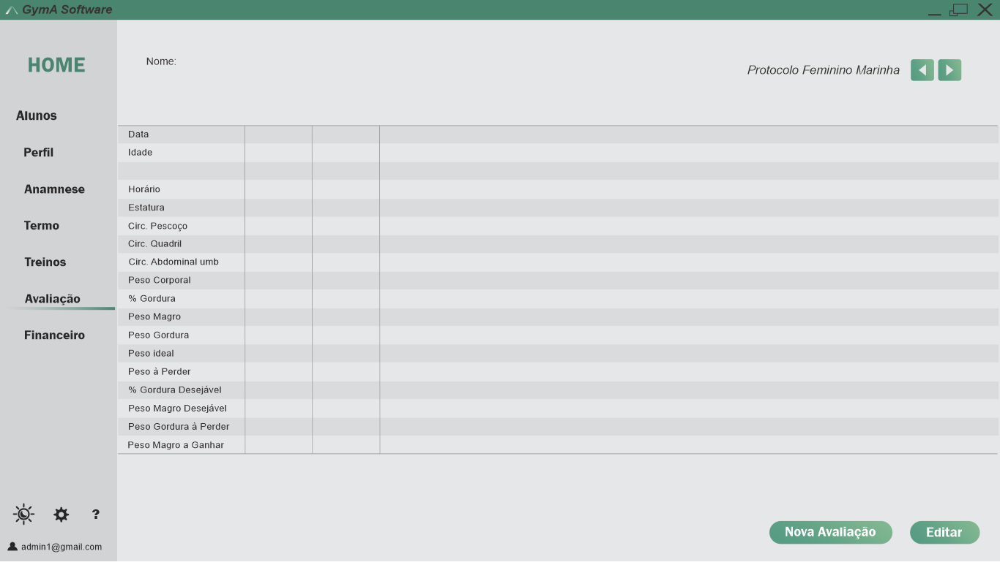 GymA Software
HOME
Alunos
Perfil
Anamnese
Termo
Treinos
Avaliação
Financeiro
?
admin1@gmail.com
Nome:
Protocolo Feminino Marinha
Data
Idade
Horário
Estatura
Circ. Pescoço
Circ. Quadril
Circ. Abdominal umb
Peso Corporal
% Gordura
Peso Magro
Peso Gordura
Peso ideal
Peso à Perder
% Gordura Desejável
Peso Magro Desejável
Peso Gordura à Perder
Peso Magro a Ganhar
Nova Avaliação
Editar